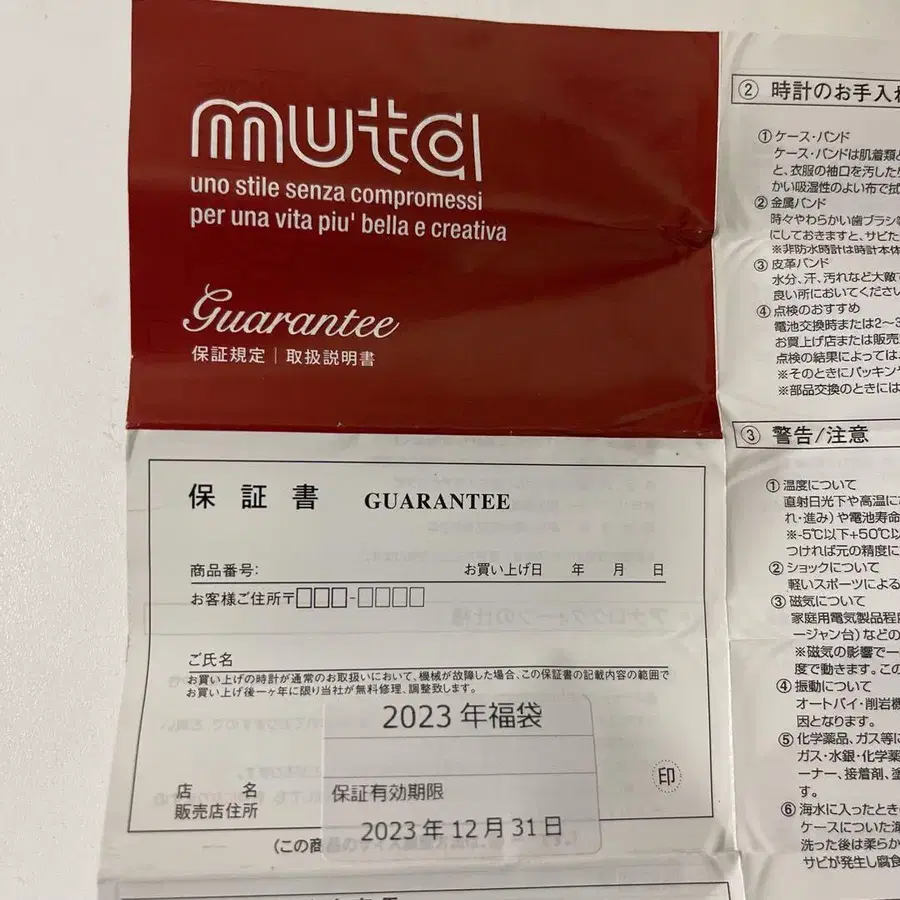 muta
uno stile senza compromessi
per una vita piu' bella e creativa
Guarantee
保証規定｜取扱説明書
保証書 GUARANTEE
商品番号: お買い上げ日 年 月 日
お客様ご住所〒□□□-□□□□
ご氏名
お買い上げの時計が通常のお取扱いにおいて、機械が故障した場合、この保証書の記載内容の範囲で
お買い上げ後一ヶ年に限り当社が無料修理、調整致します。
2023年福袋
保証有効期限
2023年12月31日
店名
販売店住所
印
(この商
② 時計のお手入れ
① ケース・バンド
ケース・バンドは肌着類と
と、衣服の袖口を汚した
かい吸湿性のよい布で拭
② 金属バンド
時々やわらかい歯ブラシ等
にしておきますと、サビた
※非防水時計は時計本体
③ 皮革バンド
水分、汗、汚れなど大敵で
良い所においてください
④ 点検のおすすめ
電池交換時または2～3
お買上げ店または販売
点検の結果によっては、
※そのときにパッキンや
※部品交換のときには
③ 警告/注意
① 温度について
直射日光下や高温に
れ・進み)や電池寿命
※-5℃以下+50℃以
つければ元の精度に
② ショックについて
軽いスポーツによる
③ 磁気について
家庭用電気製品程度
ージャン台)などの
※磁気の影響で一
度で動きます。この
④ 振動について
オートバイ・削岩機
因となります。
⑤ 化学薬品、ガス等に
ガス・水銀・化学薬
ーナー、接着剤、塗
す。
⑥ 海水に入ったとき
ケースについた海
洗った後は柔らか
サビが発生し腐食